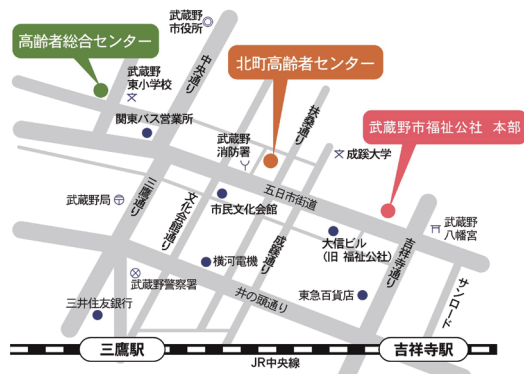 武蔵野
市役所
高齢者総合センター
中央通り
武蔵野
東小学校
北町高齢者センター
扶桑通り
関東バス営業所
武蔵野
消防署
成蹊大学
武蔵野市福祉公社 本部
五日市街道
武蔵野局
三鷹通り
文化会館通り
市民文化会館
成蹊通り
大信ビル
(旧 福祉公社)
吉祥寺通り
武蔵野
八幡宮
サンロード
横河電機
武蔵野警察署
井の頭通り
東急百貨店
三井住友銀行
三鷹駅
JR中央線
吉祥寺駅